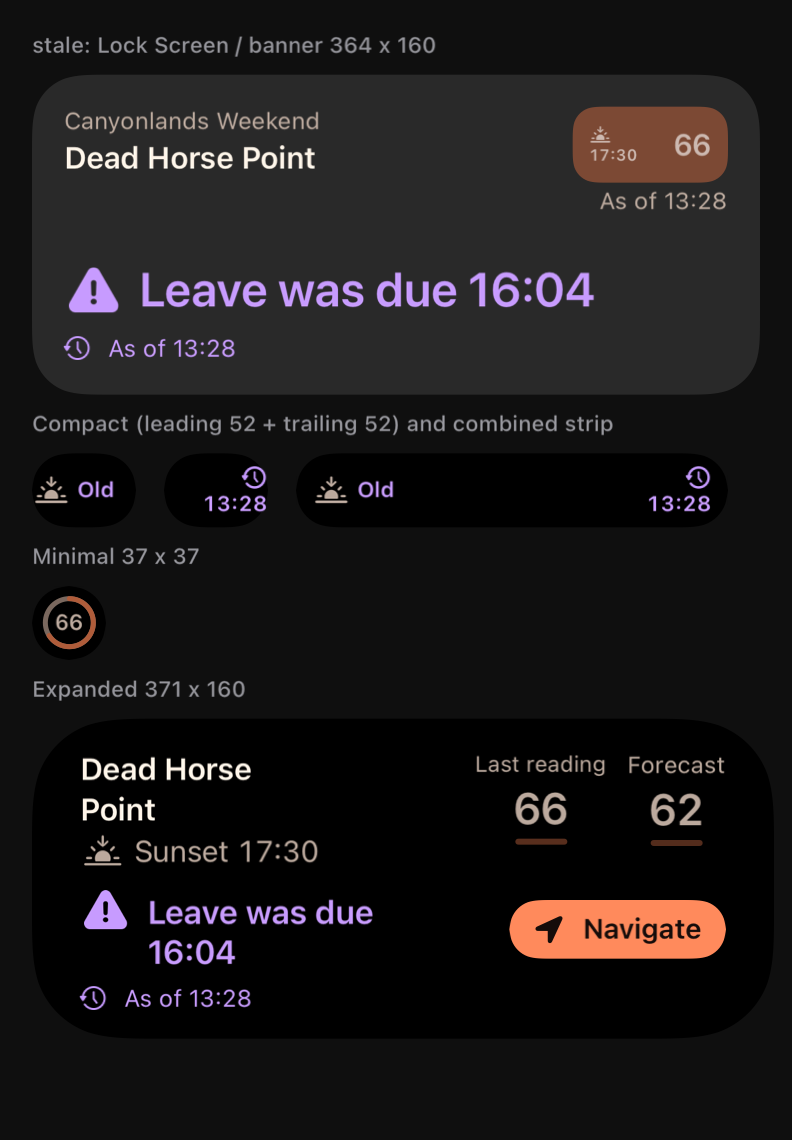 stale: Lock Screen / banner 364 x 160
Canyonlands Weekend
Dead Horse Point
17:30
66
As of 13:28
Leave was due 16:04
As of 13:28
Compact (leading 52 + trailing 52) and combined strip
Old
13:28
Old
13:28
Minimal 37 x 37
66
Expanded 371 x 160
Dead Horse
Point
Sunset 17:30
Last reading
66
Forecast
62
Leave was due
16:04
Navigate
As of 13:28